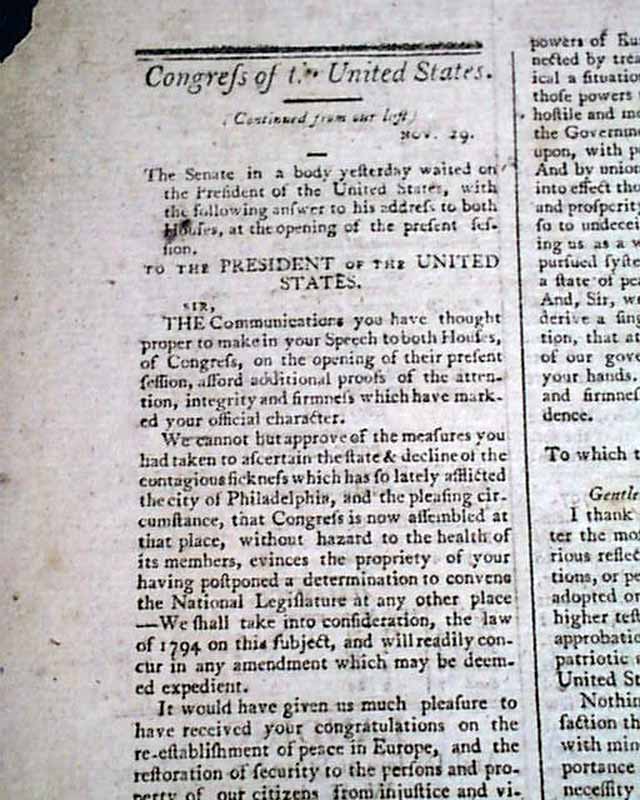 Congreſs of the United States.
(Continued from our laſt)
Nov. 29.
The Senate in a body yeſterday waited on
the Preſident of the United States, with
the following anſwer to his addreſs to both
Houſes, at the opening of the preſent ſeſ-
ſion.
TO THE PRESIDENT OF THE UNITED
STATES.
SIR,
THE Communications you have thought
proper to make in your Speech to both Houſes,
of Congreſs, on the opening of their preſent
ſeſſion, afford additional proofs of the atten-
tion, integrity and firmneſs which have mark-
ed your official character.
We cannot but approve of the meaſures you
had taken to aſcertain the ſtate & decline of the
contagious ſickneſs which has ſo lately afflicted
the city of Philadelphia, and the pleaſing cir-
cumſtance, that Congreſs is now aſſembled at
that place, without hazard to the health of
its members, evinces the propriety of your
having poſtponed a determination to convene
the National Legiſlature at any other place
—We ſhall take into conſideration, the law
of 1794 on this ſubject, and will readily con-
cur in any amendment which may be deem-
ed expedient.
It would have given us much pleaſure to
have received your congratulations on the
re-eſtabliſhment of peace in Europe, and the
reſtoration of ſecurity to the perſons and pro-
perty of our citizens from injuſtice and vi-
powers of
nected by
ical a ſituation
thoſe powers
hoſtile and
the
upon, with
And by union
into effect
and proſperity
ſo to
ing us as a
purſued
a ſtate of
And, Sir,
derive a
tion, that
of our
your hands.
and firmneſs
dence.
To which
I thank
ter the
rious
tions, or
adopted
higher
patriotic
United
Nothing
faction
with
portance
neceſſity